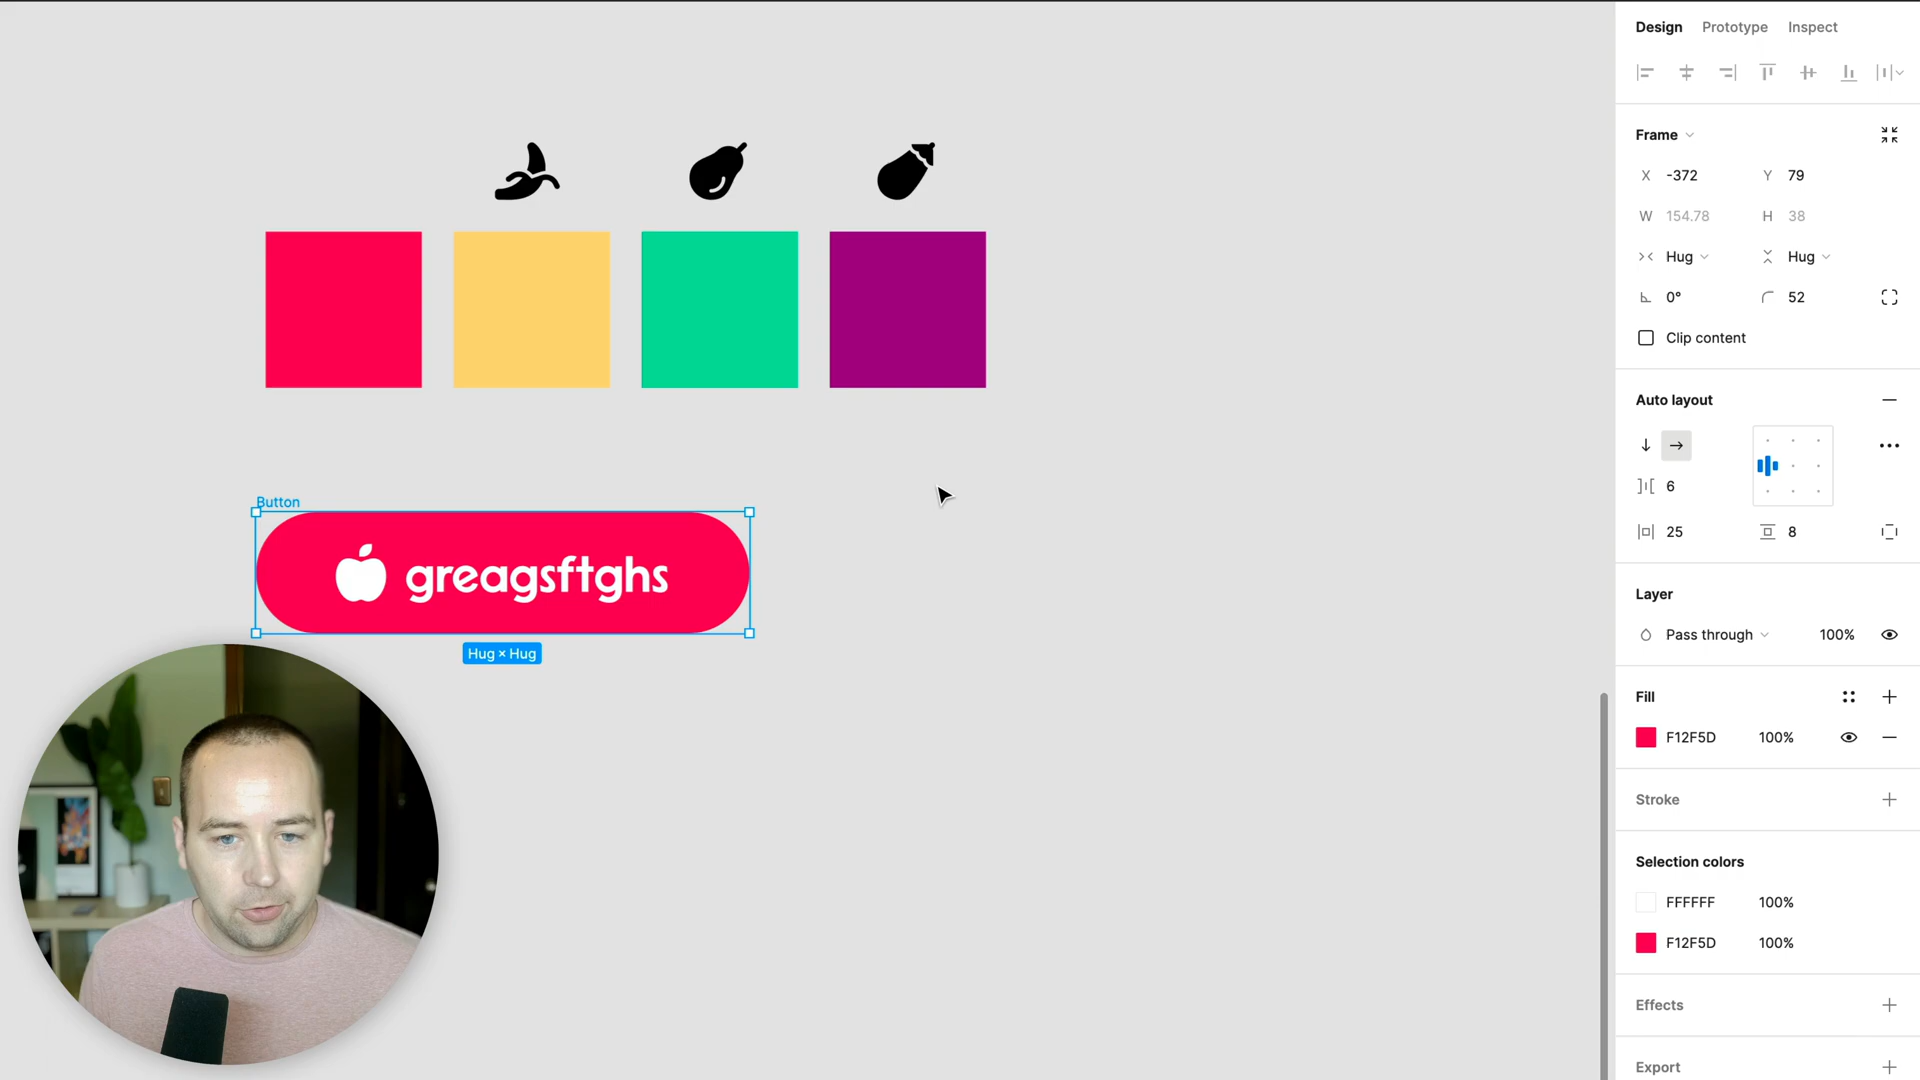 Design Prototype Inspect
Frame
X -372 Y 79
W 154.78 H 38
Hug Hug
0° 52
Clip content
Auto layout
6
25 8
Layer
Pass through 100%
Fill
F12F5D 100%
Stroke
Selection colors
FFFFFF 100%
F12F5D 100%
Effects
Export
Button
greagsftghs
Hug × Hug